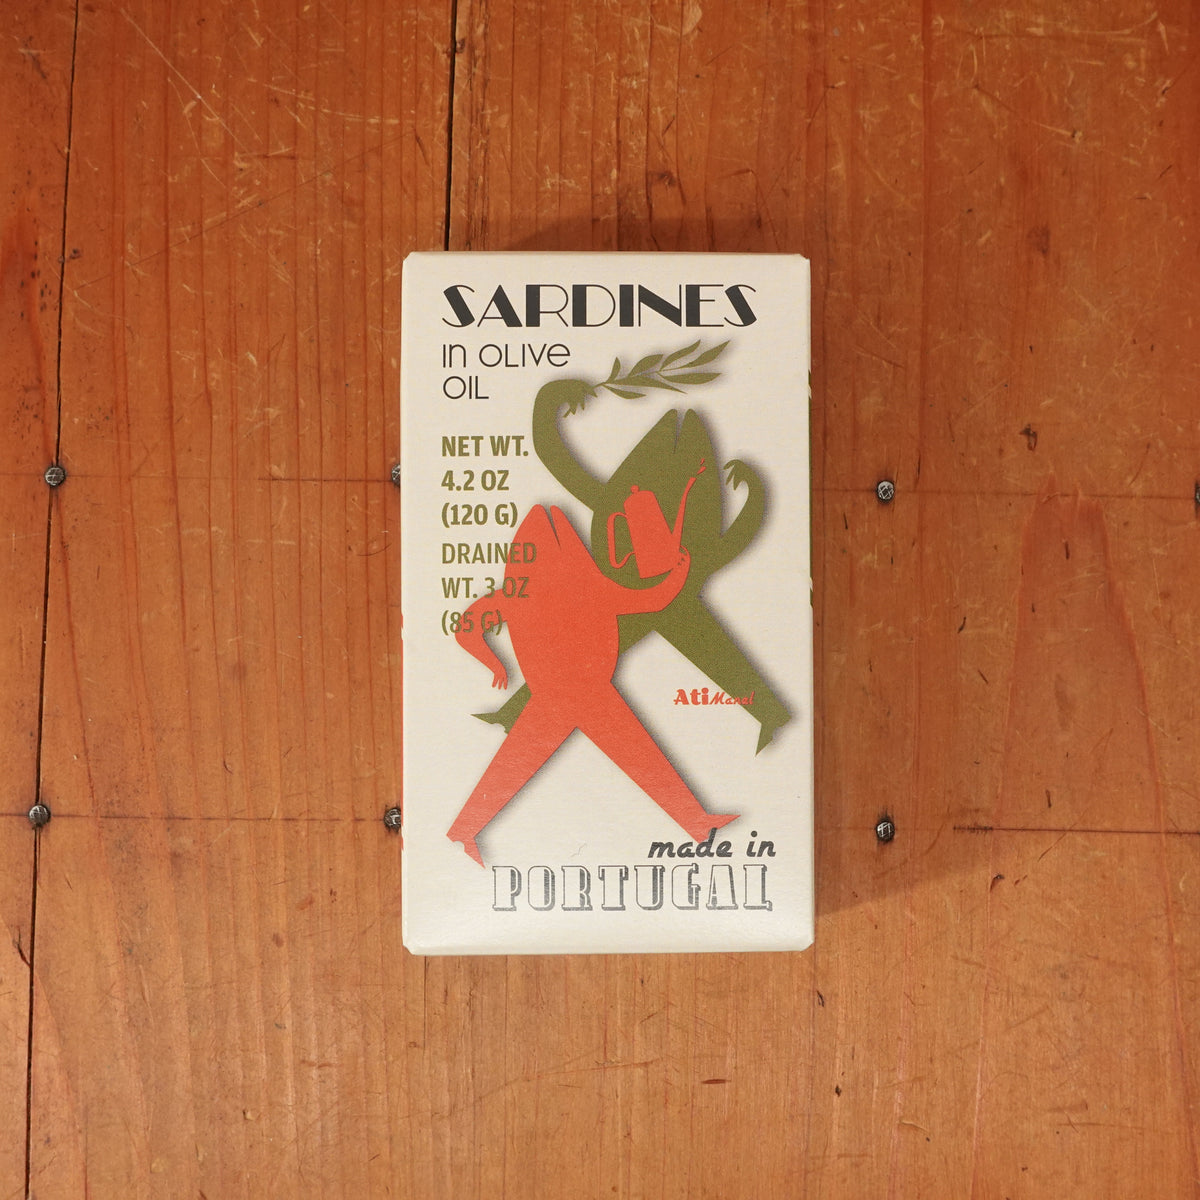 SARDINES
in OLive
OIL
NET WT.
4.2 OZ
(120 G)
DRAINED
WT. 3 OZ
(85 G)
Ati Manel
made in
PORTUGAL